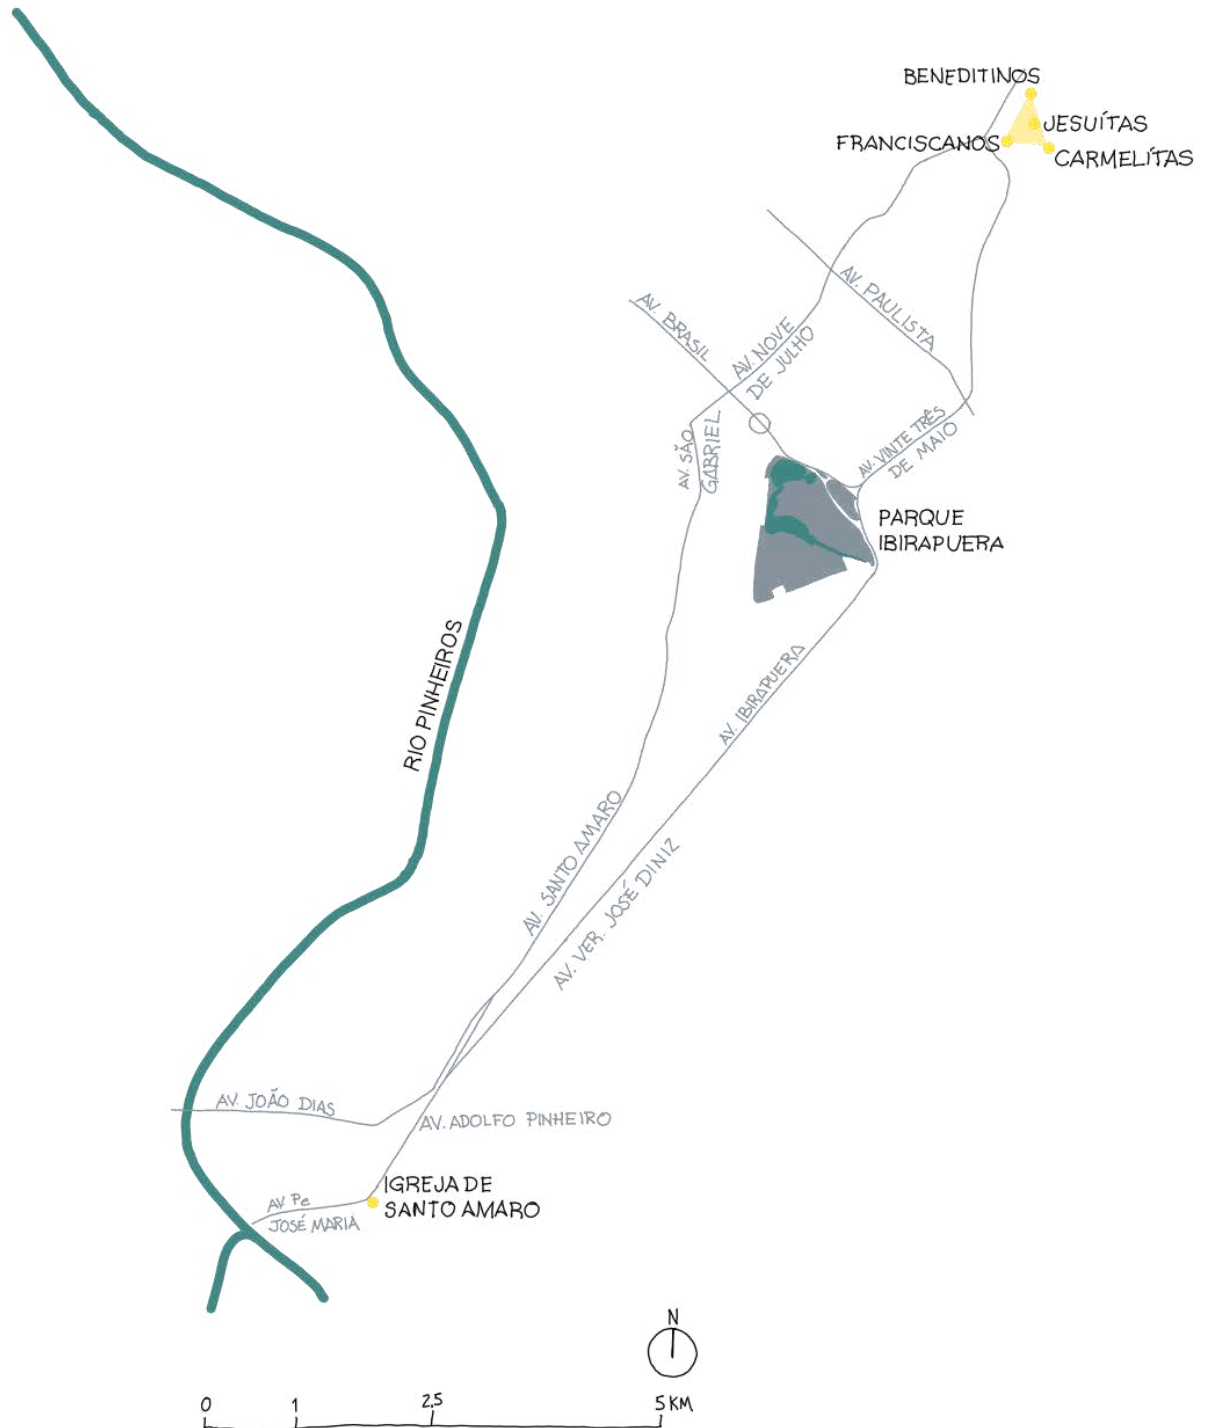 BENEDITINOS
JESUÍTAS
FRANCISCANOS
CARMELÍTAS
AV. PAULISTA
AV. BRASIL
AV. NOVE
DE JULHO
AV. SÃO
GABRIEL
AV. VINTE TRÊS
DE MAIO
PARQUE
IBIRAPUERA
RIO PINHEIROS
AV. IBIRAPUERA
AV. SANTO AMARO
AV. VER. JOSÉ DINIZ
AV. JOÃO DIAS
AV. ADOLFO PINHEIRO
IGREJA DE
SANTO AMARO
AV Pe
JOSÉ MARIA
N
0 1 2,5 5 KM